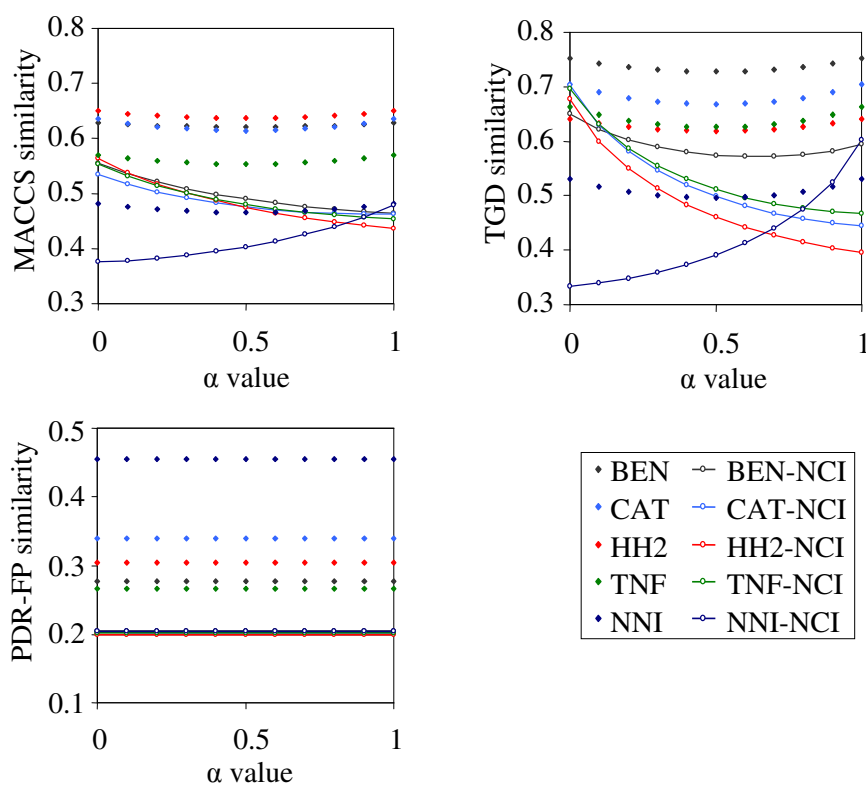 0.8
0.7
0.6
0.5
0.4
0.3
MACCS similarity
0
0.5
1
α value
0.8
0.7
0.6
0.5
0.4
0.3
TGD similarity
0
0.5
1
α value
0.5
0.4
0.3
0.2
0.1
PDR-FP similarity
0
0.5
1
α value
BEN BEN-NCI
CAT CAT-NCI
HH2 HH2-NCI
TNF TNF-NCI
NNI NNI-NCI